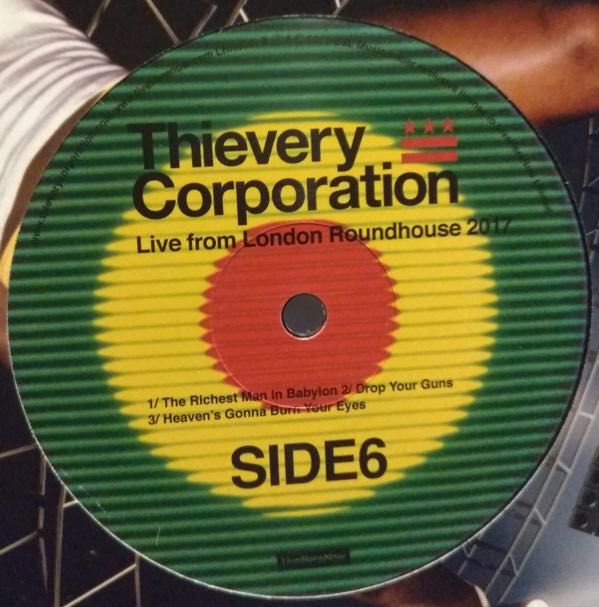 Thievery
Corporation
Live from London Roundhouse 2017
1/ The Richest Man in Babylon 2/ Drop Your Guns
3/ Heaven's Gonna Burn Your Eyes
SIDE6
LiveHereNow